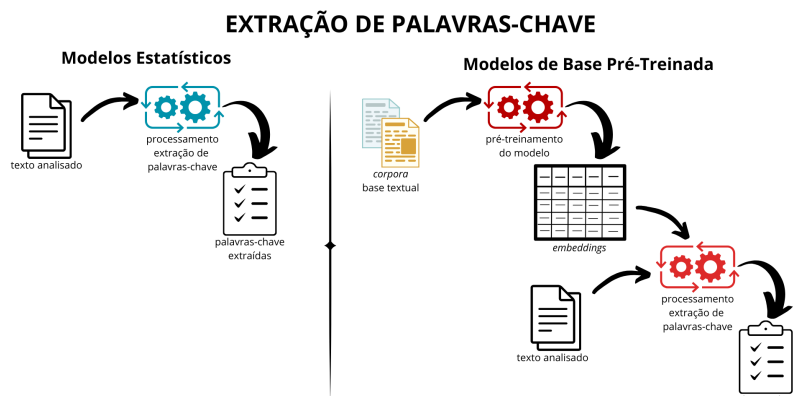 EXTRAÇÃO DE PALAVRAS-CHAVE
Modelos Estatísticos
texto analisado
processamento
extração de
palavras-chave
palavras-chave
extraídas
Modelos de Base Pré-Treinada
corpora
base textual
pré-treinamento
do modelo
embeddings
texto analisado
processamento
extração de
palavras-chave